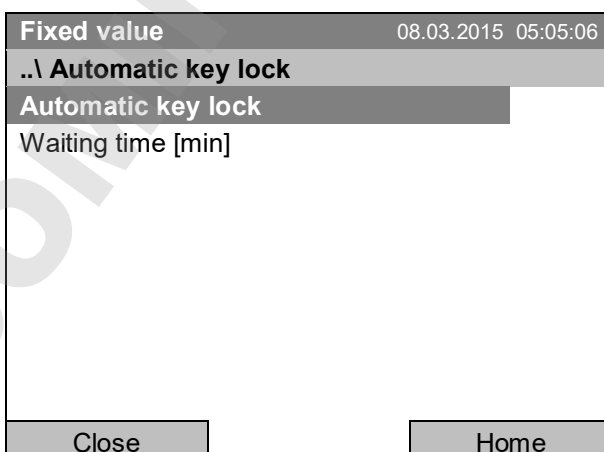 Fixed value 08.03.2015 05:05:06
..\ Automatic key lock
Automatic key lock
Waiting time [min]
Close Home